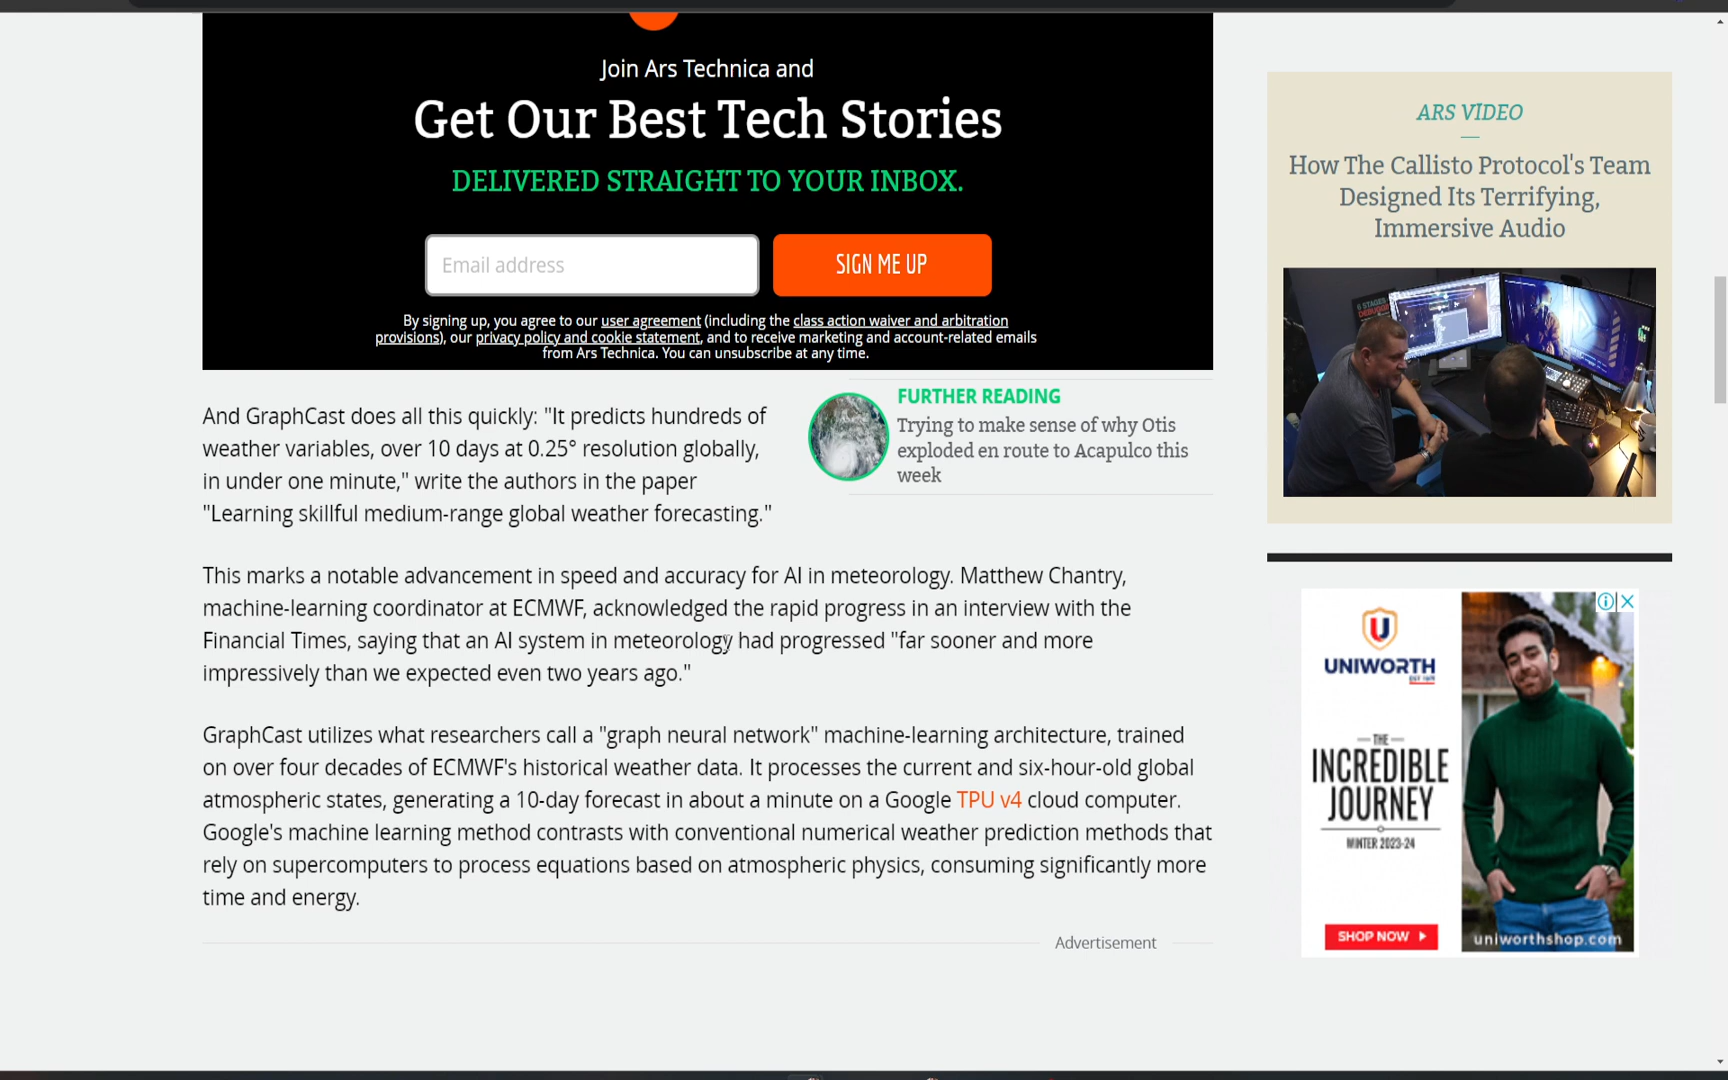 Join Ars Technica and
Get Our Best Tech Stories
DELIVERED STRAIGHT TO YOUR INBOX.
Email address
SIGN ME UP
By signing up, you agree to our user agreement (including the class action waiver and arbitration
provisions), our privacy policy and cookie statement, and to receive marketing and account-related emails
from Ars Technica. You can unsubscribe at any time.
And GraphCast does all this quickly: "It predicts hundreds of
weather variables, over 10 days at 0.25° resolution globally,
in under one minute," write the authors in the paper
"Learning skillful medium-range global weather forecasting."
FURTHER READING
Trying to make sense of why Otis
exploded en route to Acapulco this
week
This marks a notable advancement in speed and accuracy for AI in meteorology. Matthew Chantry,
machine-learning coordinator at ECMWF, acknowledged the rapid progress in an interview with the
Financial Times, saying that an AI system in meteorology had progressed "far sooner and more
impressively than we expected even two years ago."
GraphCast utilizes what researchers call a "graph neural network" machine-learning architecture, trained
on over four decades of ECMWF's historical weather data. It processes the current and six-hour-old global
atmospheric states, generating a 10-day forecast in about a minute on a Google TPU v4 cloud computer.
Google's machine learning method contrasts with conventional numerical weather prediction methods that
rely on supercomputers to process equations based on atmospheric physics, consuming significantly more
time and energy.
Advertisement
ARS VIDEO
How The Callisto Protocol's Team
Designed Its Terrifying,
Immersive Audio
UNIWORTH
THE
INCREDIBLE
JOURNEY
WINTER 2023-24
SHOP NOW
uniworthshop.com